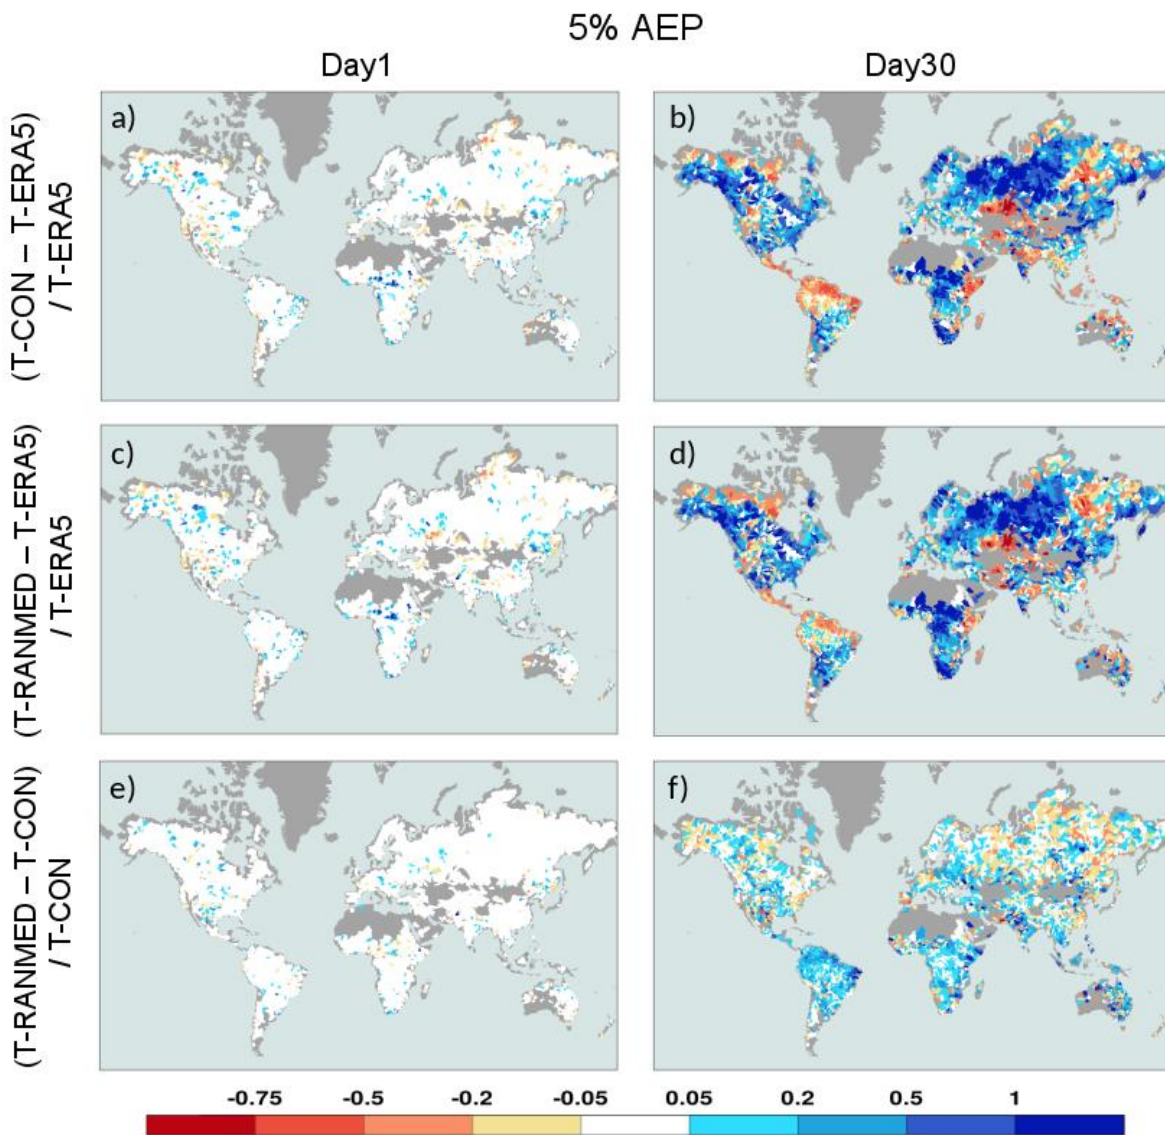 5% AEP
Day1
Day30
(T-CON – T-ERA5)
/ T-ERA5
a)
b)
(T-RANMED – T-ERA5)
/ T-ERA5
c)
d)
(T-RANMED – T-CON)
/ T-CON
e)
f)
-0.75 -0.5 -0.2 -0.05 0.05 0.2 0.5 1